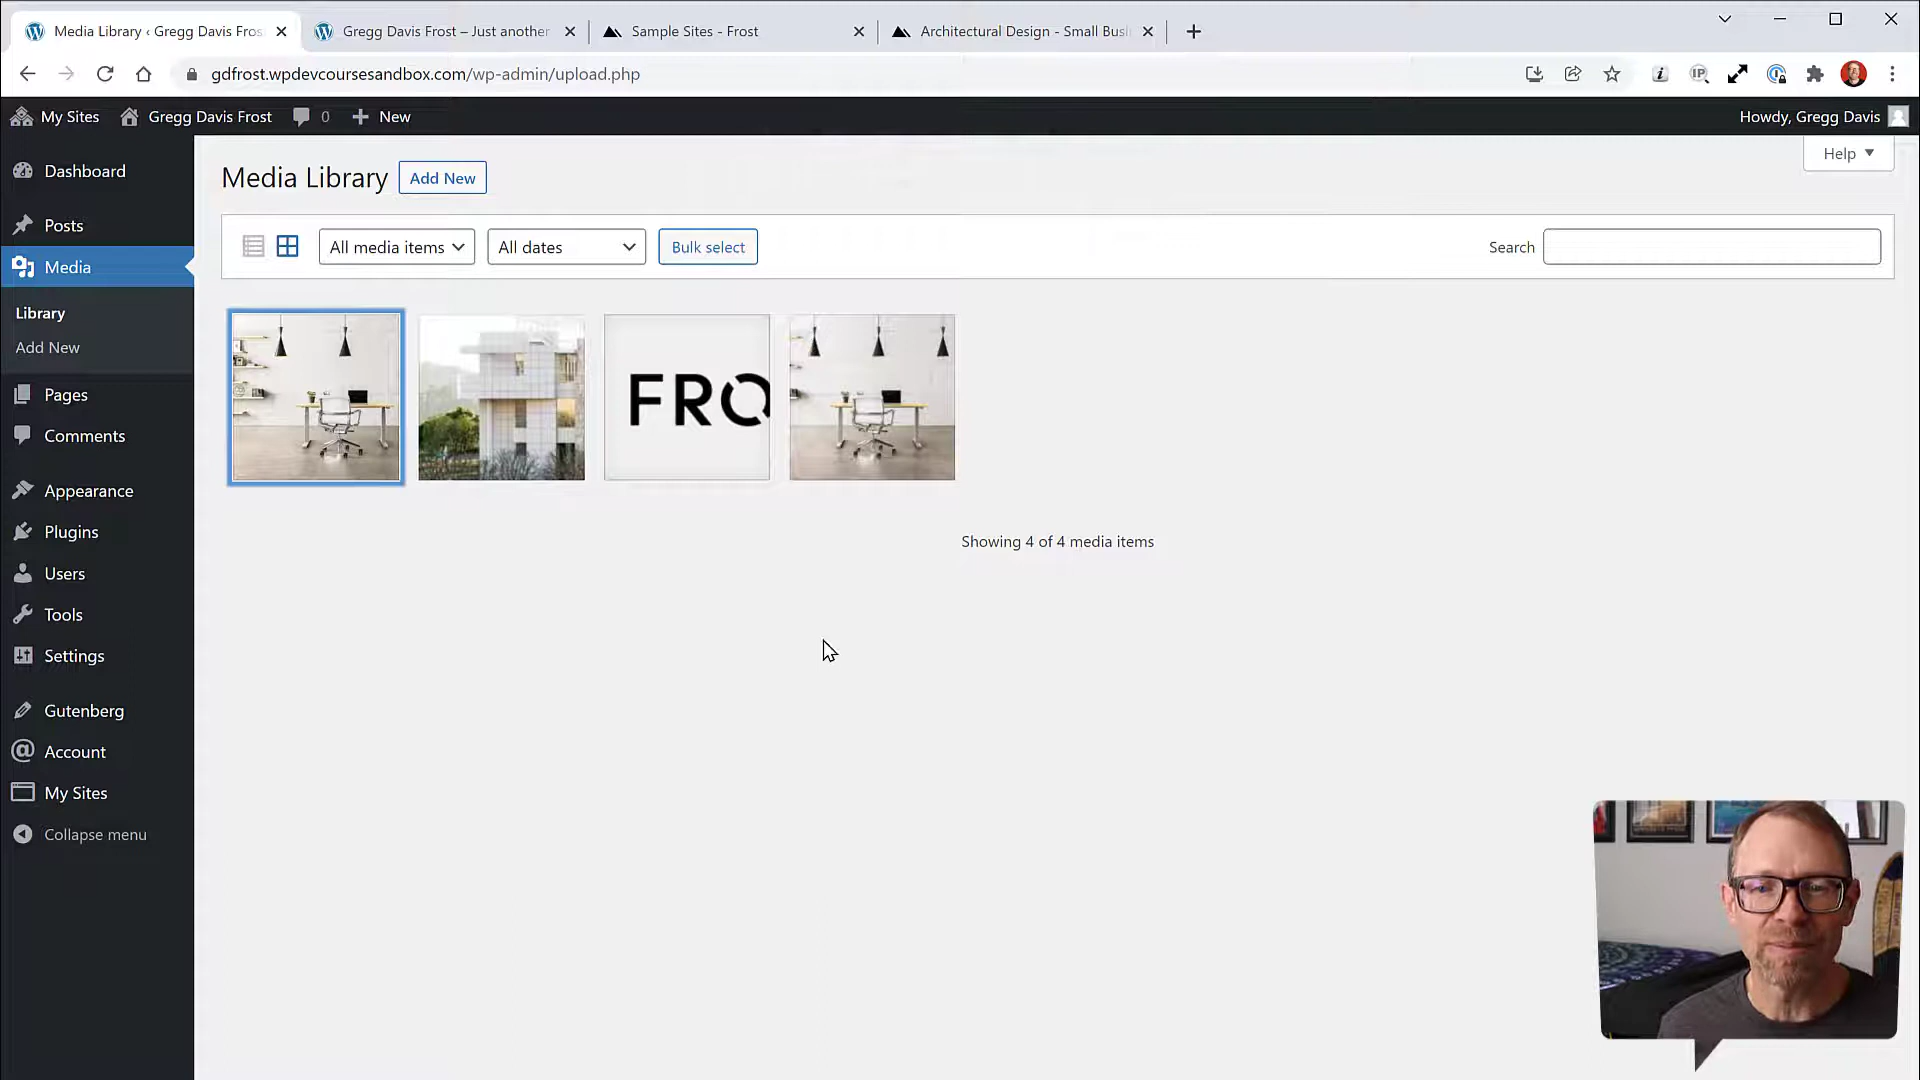 Media Library ‹ Gregg Davis Fros
Gregg Davis Frost – Just another
Sample Sites - Frost
Architectural Design - Small Busi
gdfrost.wpdevcoursesandbox.com/wp-admin/upload.php
My Sites
Gregg Davis Frost
0
New
Howdy, Gregg Davis
Dashboard
Posts
Media
Library
Add New
Pages
Comments
Appearance
Plugins
Users
Tools
Settings
Gutenberg
Account
My Sites
Collapse menu
Help
Media Library
Add New
All media items
All dates
Bulk select
Search
FRO
Showing 4 of 4 media items